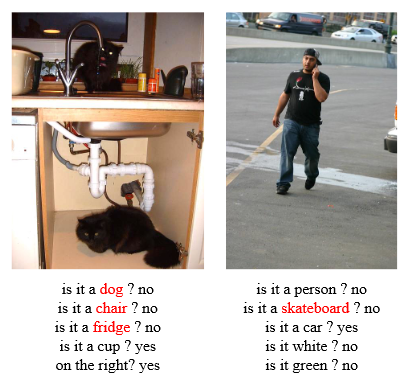 is it a dog ? no
is it a chair ? no
is it a fridge ? no
is it a cup ? yes
on the right? yes
is it a person ? no
is it a skateboard ? no
is it a car ? yes
is it white ? no
is it green ? no